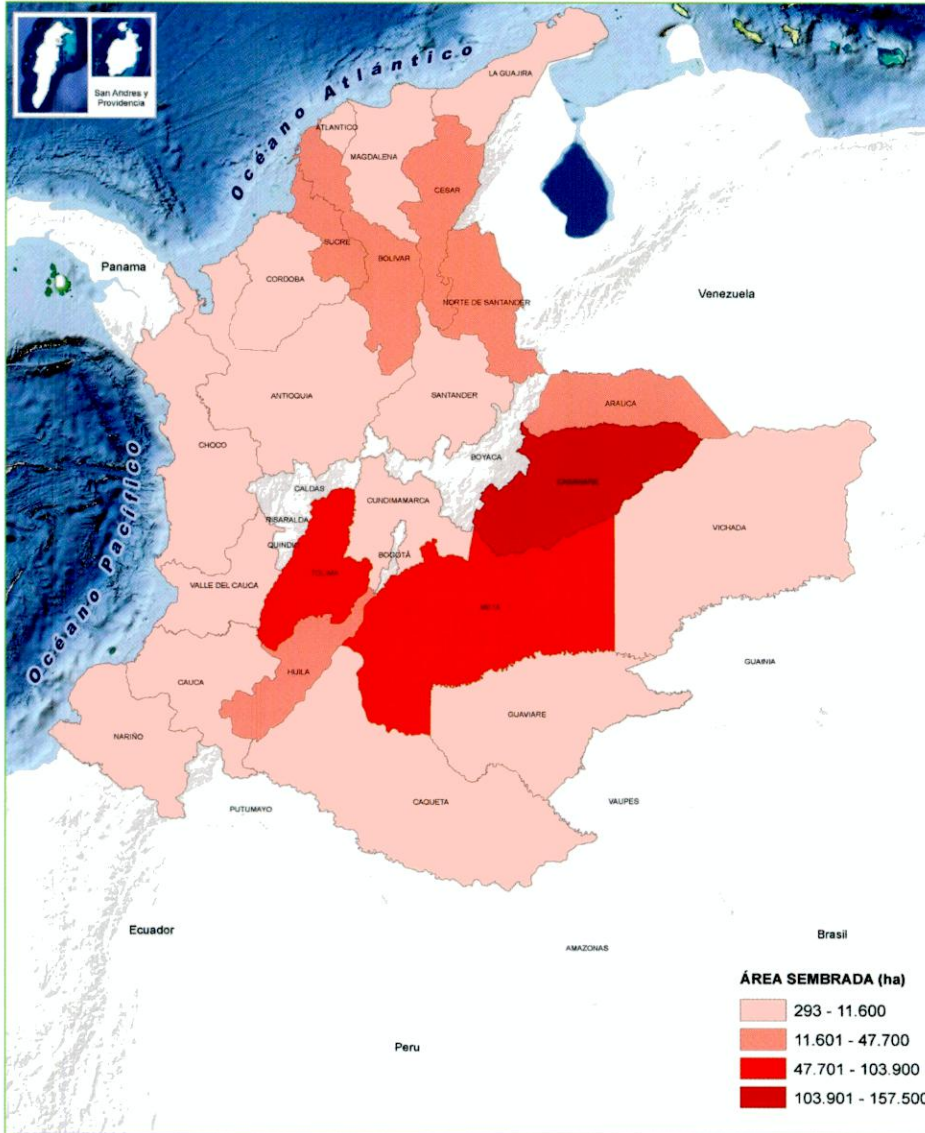 San Andres y
Providencia
Océano Atlántico
LA GUAJIRA
ATLANTICO
MAGDALENA
CESAR
SUCRE
BOLIVAR
Panama
CORDOBA
NORTE DE SANTANDER
Venezuela
ANTIOQUIA
SANTANDER
ARAUCA
CHOCO
BOYACA
CALDAS
CUNDIMAMARCA
RISARALDA
VICHADA
QUINDIO
BOGOTÁ
VALLE DEL CAUCA
Océano Pacífico
GUAINIA
HUILA
CAUCA
GUAVIARE
NARIÑO
CAQUETA
VAUPES
PUTUMAYO
Ecuador
Brasil
AMAZONAS
Peru
ÁREA SEMBRADA (ha)
293 - 11.600
11.601 - 47.700
47.701 - 103.900
103.901 - 157.500